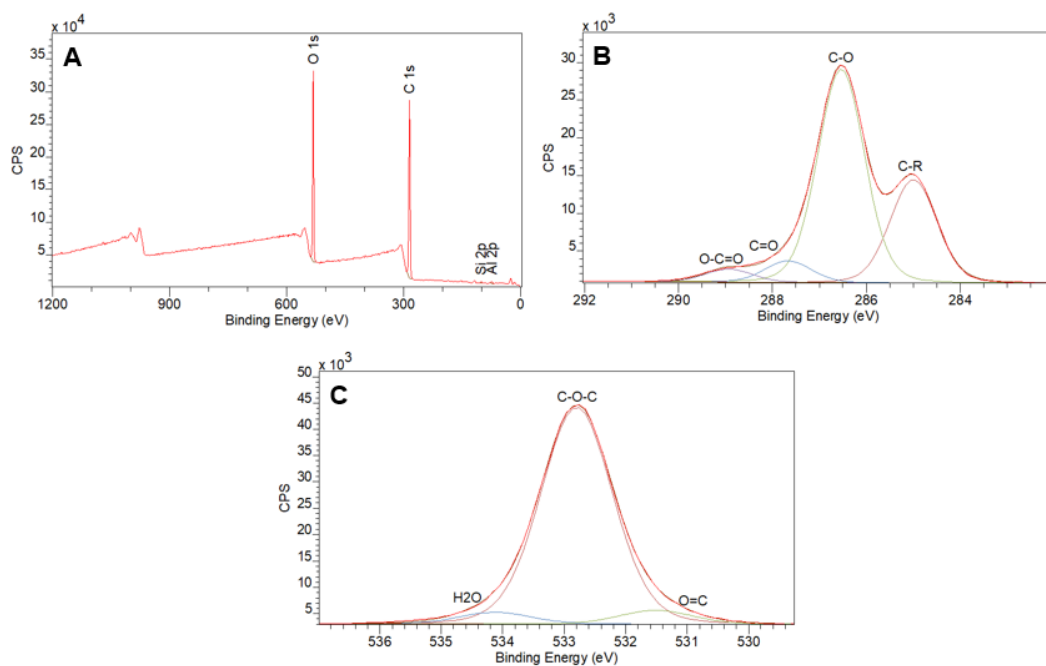 x 10^4
A
O 1s
C 1s
Si 2p
Al 2p
35
30
25
20
15
10
5
CPS
1200 900 600 300 0
Binding Energy (eV)
x 10^3
B
C-O
C-R
C=O
O-C=O
30
25
20
15
10
5
CPS
292 290 288 286 284
Binding Energy (eV)
x 10^3
C
C-O-C
H2O
O=C
50
45
40
35
30
25
20
15
10
5
CPS
536 535 534 533 532 531 530
Binding Energy (eV)